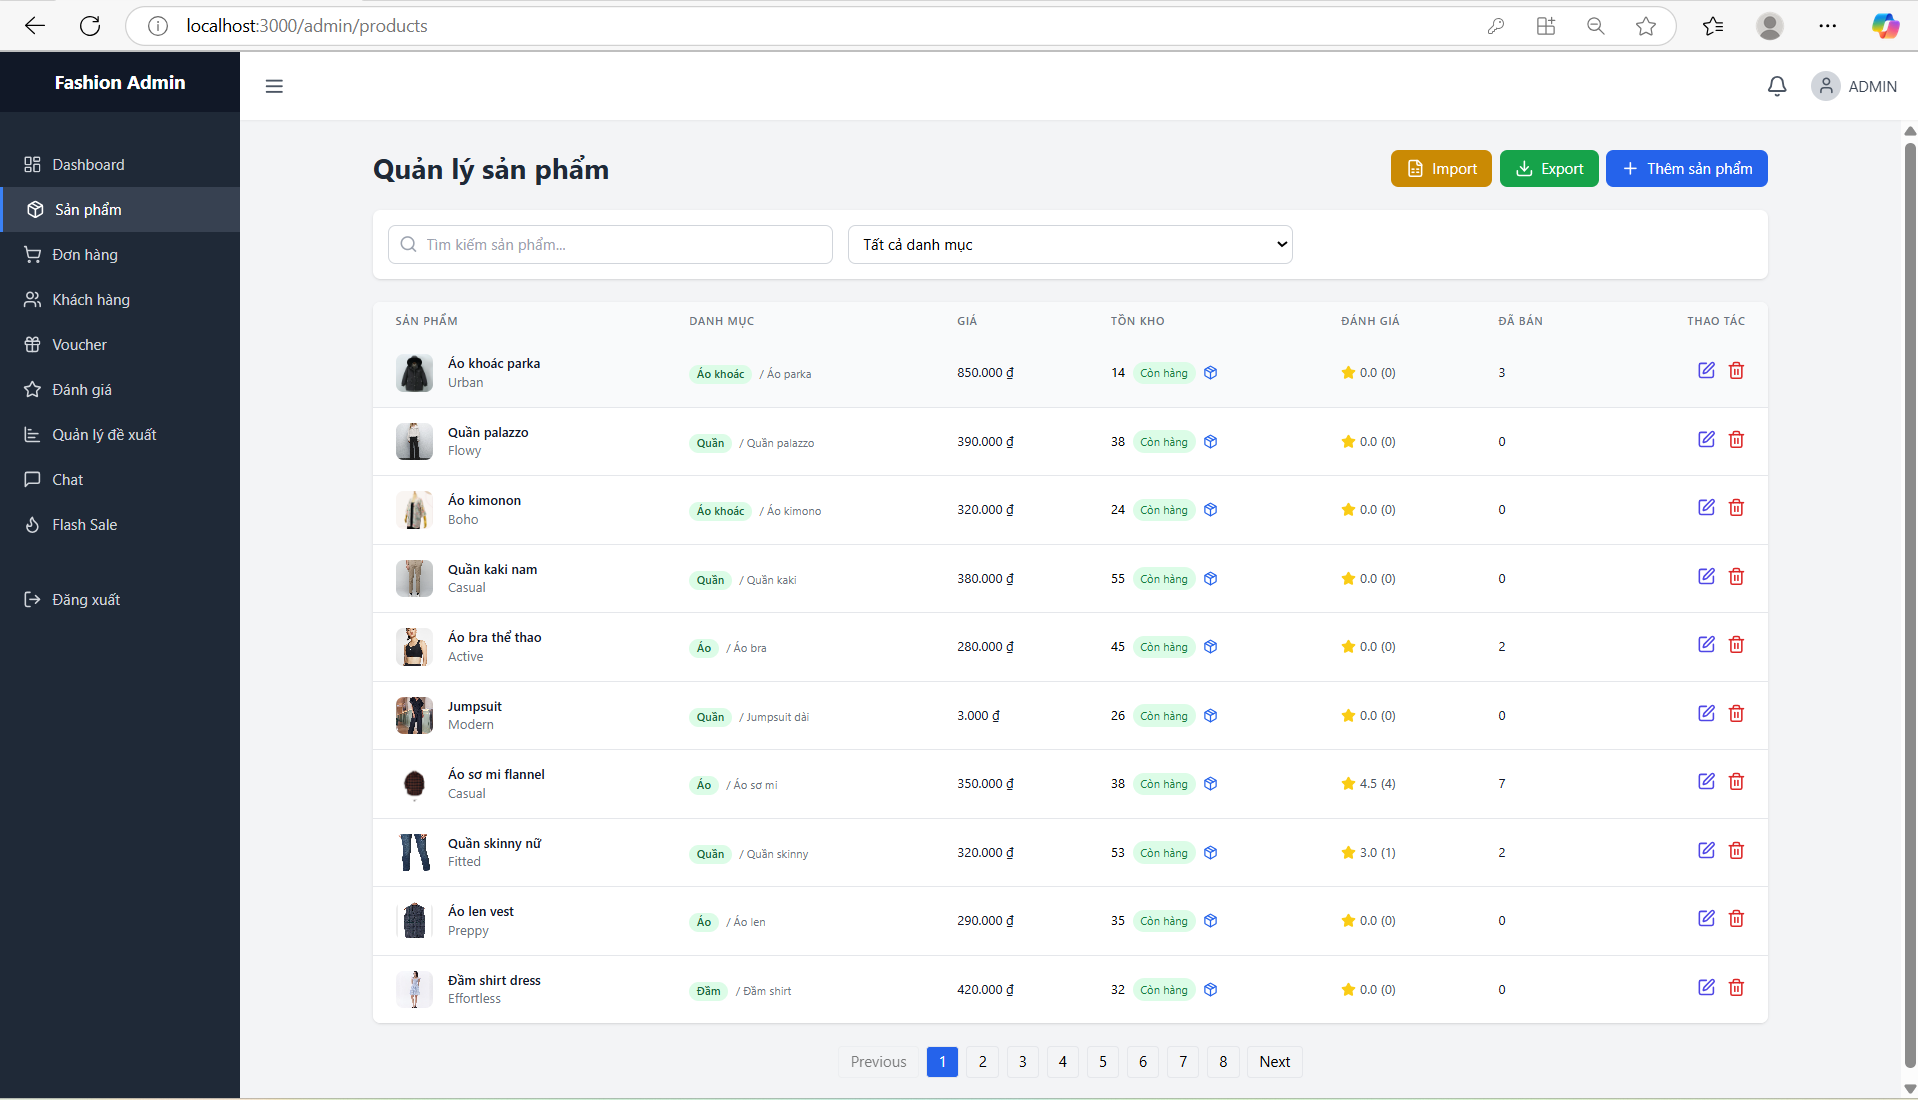 localhost:3000/admin/products
Fashion Admin
ADMIN
Dashboard
Sản phẩm
Đơn hàng
Khách hàng
Voucher
Đánh giá
Quản lý đề xuất
Chat
Flash Sale
Đăng xuất
Quản lý sản phẩm
Import
Export
Thêm sản phẩm
Tìm kiếm sản phẩm...
Tất cả danh mục
SẢN PHẨM DANH MỤC GIÁ TỒN KHO ĐÁNH GIÁ ĐÃ BÁN THAO TÁC
Áo khoác parka
Urban
Áo khoác / Áo parka 850.000 ₫ 14 Còn hàng 0.0 (0) 3
Quần palazzo
Flowy
Quần / Quần palazzo 390.000 ₫ 38 Còn hàng 0.0 (0) 0
Áo kimonon
Boho
Áo khoác / Áo kimono 320.000 ₫ 24 Còn hàng 0.0 (0) 0
Quần kaki nam
Casual
Quần / Quần kaki 380.000 ₫ 55 Còn hàng 0.0 (0) 0
Áo bra thể thao
Active
Áo / Áo bra 280.000 ₫ 45 Còn hàng 0.0 (0) 2
Jumpsuit
Modern
Quần / Jumpsuit dài 3.000 ₫ 26 Còn hàng 0.0 (0) 0
Áo sơ mi flannel
Casual
Áo / Áo sơ mi 350.000 ₫ 38 Còn hàng 4.5 (4) 7
Quần skinny nữ
Fitted
Quần / Quần skinny 320.000 ₫ 53 Còn hàng 3.0 (1) 2
Áo len vest
Preppy
Áo / Áo len 290.000 ₫ 35 Còn hàng 0.0 (0) 0
Đầm shirt dress
Effortless
Đầm / Đầm shirt 420.000 ₫ 32 Còn hàng 0.0 (0) 0
Previous 1 2 3 4 5 6 7 8 Next